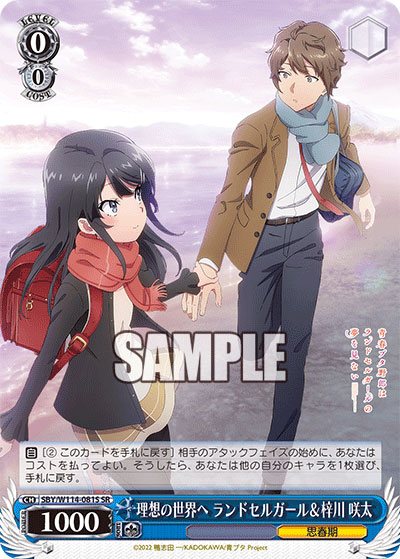 LEVEL
0
0
COST
青春ブタ野郎は
ランドセルガールの
夢を見ない
SAMPLE
自 [② このカードを手札に戻す] 相手のアタックフェイズの始めに、あなたは
コストを払ってよい。そうしたら、あなたは他の自分のキャラを1枚選び、
手札に戻す。
CH SBY/W114-081S SR
1000
POWER
理想の世界へ ランドセルガール&梓川 咲太
思春期
©2022 鴨志田 一/KADOKAWA/青ブタ Project